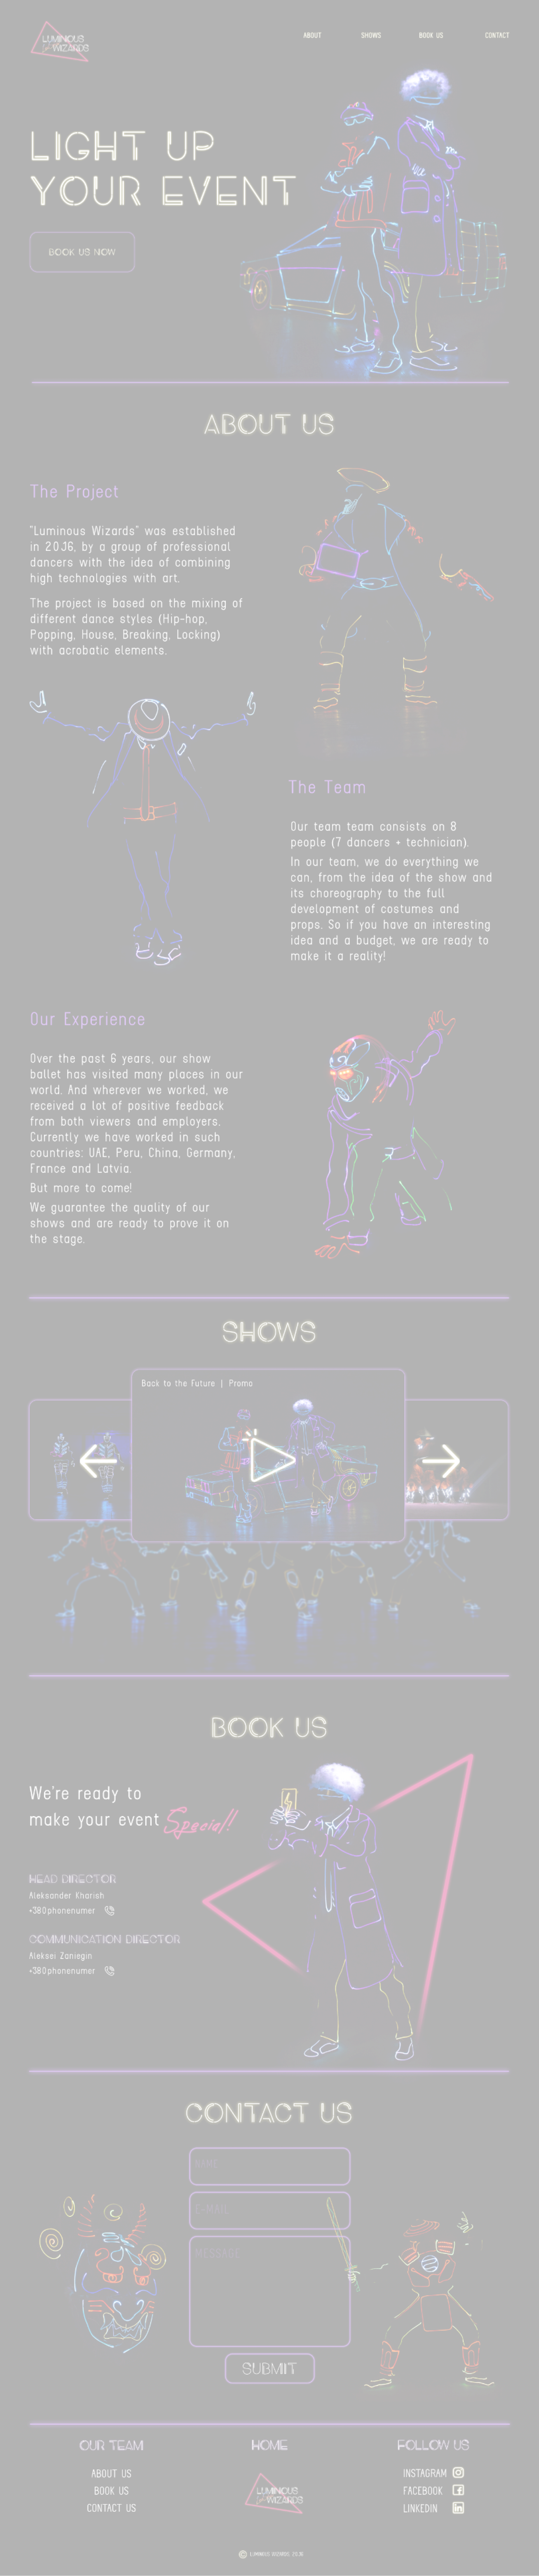 LUMINOUS
WIZARDS
ABOUT SHOWS BOOK US CONTACT
LIGHT UP
YOUR EVENT
BOOK US NOW
ABOUT US
The Project
"Luminous Wizards" was established
in 2016, by a group of professional
dancers with the idea of combining
high technologies with art.
The project is based on the mixing of
different dance styles (Hip-hop,
Popping, House, Breaking, Locking)
with acrobatic elements.
The Team
Our team team consists on 8
people (7 dancers + technician).
In our team, we do everything we
can, from the idea of the show and
its choreography to the full
development of costumes and
props. So if you have an interesting
idea and a budget, we are ready to
make it a reality!
Our Experience
Over the past 6 years, our show
ballet has visited many places in our
world. And wherever we worked, we
received a lot of positive feedback
from both viewers and employers.
Currently we have worked in such
countries: UAE, Peru, China, Germany,
France and Latvia.
But more to come!
We guarantee the quality of our
shows and are ready to prove it on
the stage.
SHOWS
Back to the Future | Promo
BOOK US
We're ready to
make your event Special!!
HEAD DIRECTOR
Aleksander Kharish
+380phonenumer
COMMUNICATION DIRECTOR
Aleksei Zaniegin
+380phonenumer
CONTACT US
NAME
E-MAIL
MESSAGE
SUBMIT
OUR TEAM
ABOUT US
BOOK US
CONTACT US
HOME
LUMINOUS
WIZARDS
FOLLOW US
INSTAGRAM
FACEBOOK
LINKEDIN
© LUMINOUS WIZARDS, 2016